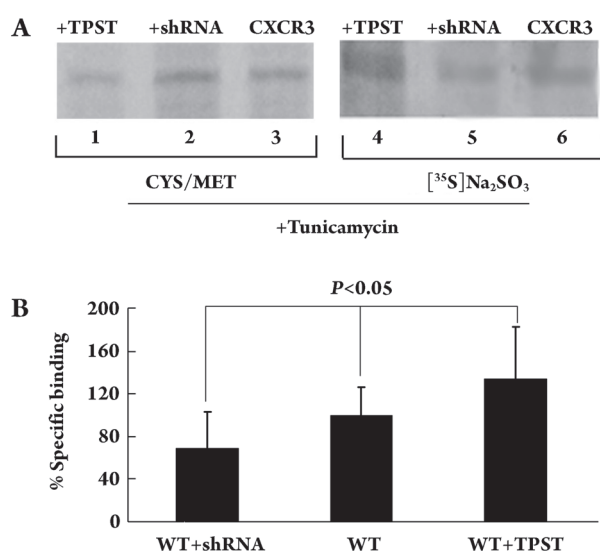 A
+TPST +shRNA CXCR3 +TPST +shRNA CXCR3
1 2 3 4 5 6
CYS/MET [³⁵S]Na₂SO₃
+Tunicamycin
B
P<0.05
% Specific binding
200
160
120
80
40
0
WT+shRNA WT WT+TPST